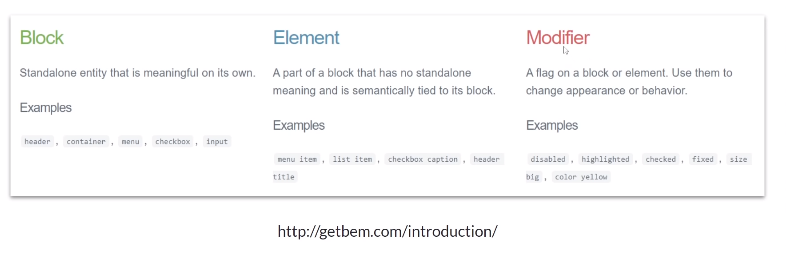 Block
Standalone entity that is meaningful on its own.
Examples
header , container , menu , checkbox , input
Element
A part of a block that has no standalone
meaning and is semantically tied to its block.
Examples
menu item , list item , checkbox caption , header
title
Modifier
A flag on a block or element. Use them to
change appearance or behavior.
Examples
disabled , highlighted , checked , fixed , size
big , color yellow
http://getbem.com/introduction/